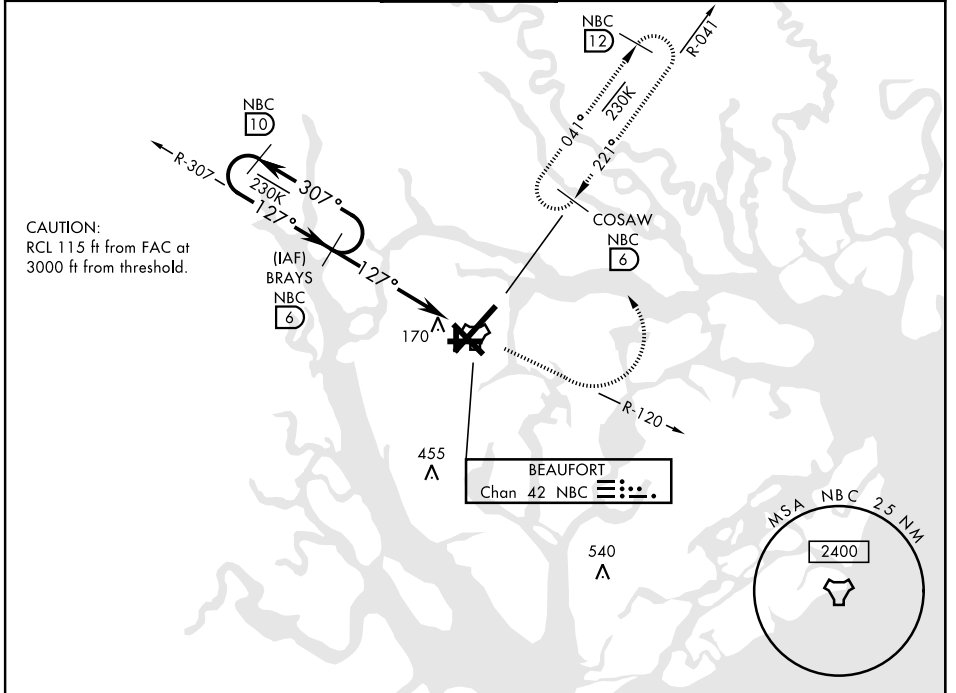 NBC
12
R-041
041°
230K
221°
COSAW
NBC
6
NBC
10
R-307
307°
230K
127°
(IAF)
BRAYS
NBC
6
127°
CAUTION:
RCL 115 ft from FAC at
3000 ft from threshold.
170
R-120
455
BEAUFORT
Chan 42 NBC
540
MSA NBC 25 NM
2400